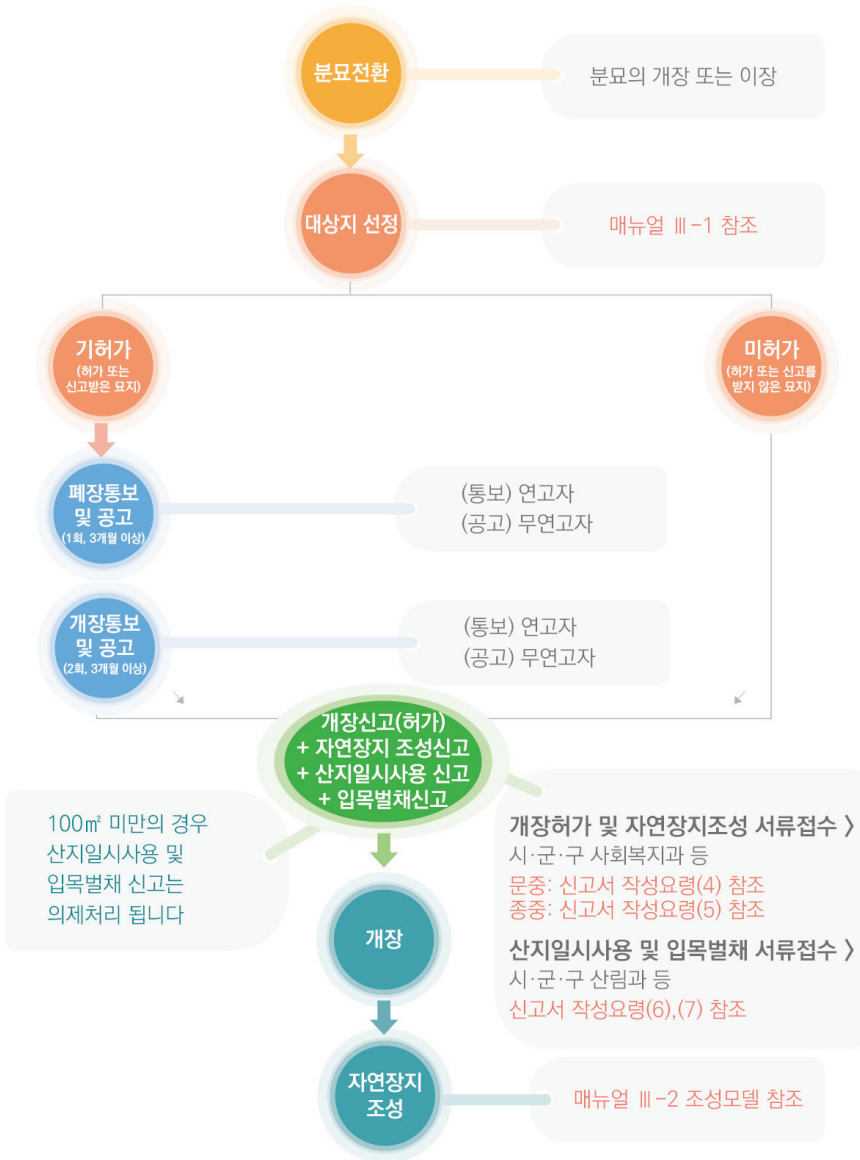 분묘전환
분묘의 개장 또는 이장
대상지 선정
매뉴얼 Ⅲ-1 참조
기허가
(허가 또는
신고받은 묘지)
미허가
(허가 또는 신고를
받지 않은 묘지)
폐장통보
및 공고
(1회, 3개월 이상)
(통보) 연고자
(공고) 무연고자
개장통보
및 공고
(2회, 3개월 이상)
(통보) 연고자
(공고) 무연고자
개장신고(허가)
+ 자연장지 조성신고
+ 산지일시사용 신고
+ 입목벌채신고
100㎡ 미만의 경우
산지일시사용 및
입목벌채 신고는
의제처리 됩니다
개장허가 및 자연장지조성 서류접수 〉
시·군·구 사회복지과 등
문중: 신고서 작성요령(4) 참조
종중: 신고서 작성요령(5) 참조
산지일시사용 및 입목벌채 서류접수 〉
시·군·구 산림과 등
신고서 작성요령(6),(7) 참조
개장
자연장지
조성
매뉴얼 Ⅲ-2 조성모델 참조